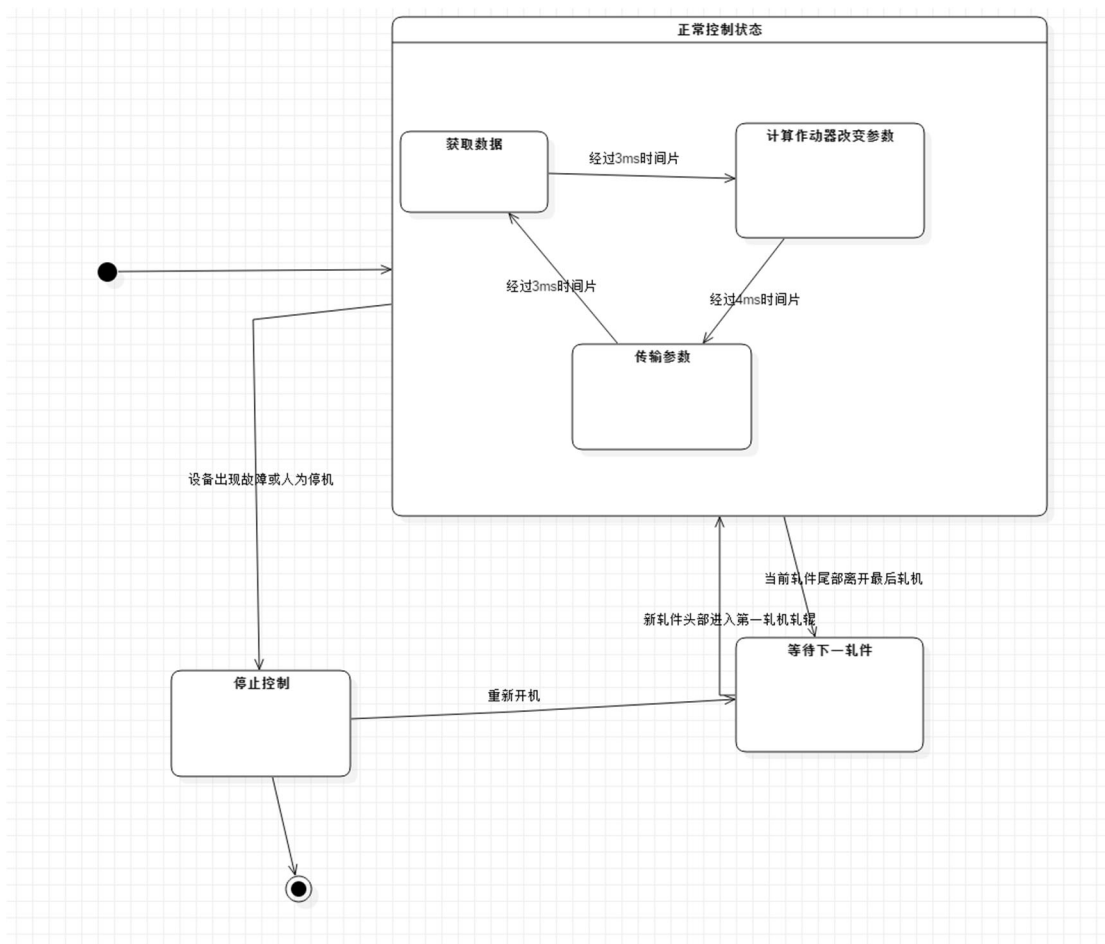 正常控制状态
获取数据
计算作动器改变参数
经过3ms时间片
经过3ms时间片
经过4ms时间片
传输参数
设备出现故障或人为停机
当前轧件尾部离开最后轧机
新轧件头部进入第一轧机轧辊
等待下一轧件
停止控制
重新开机